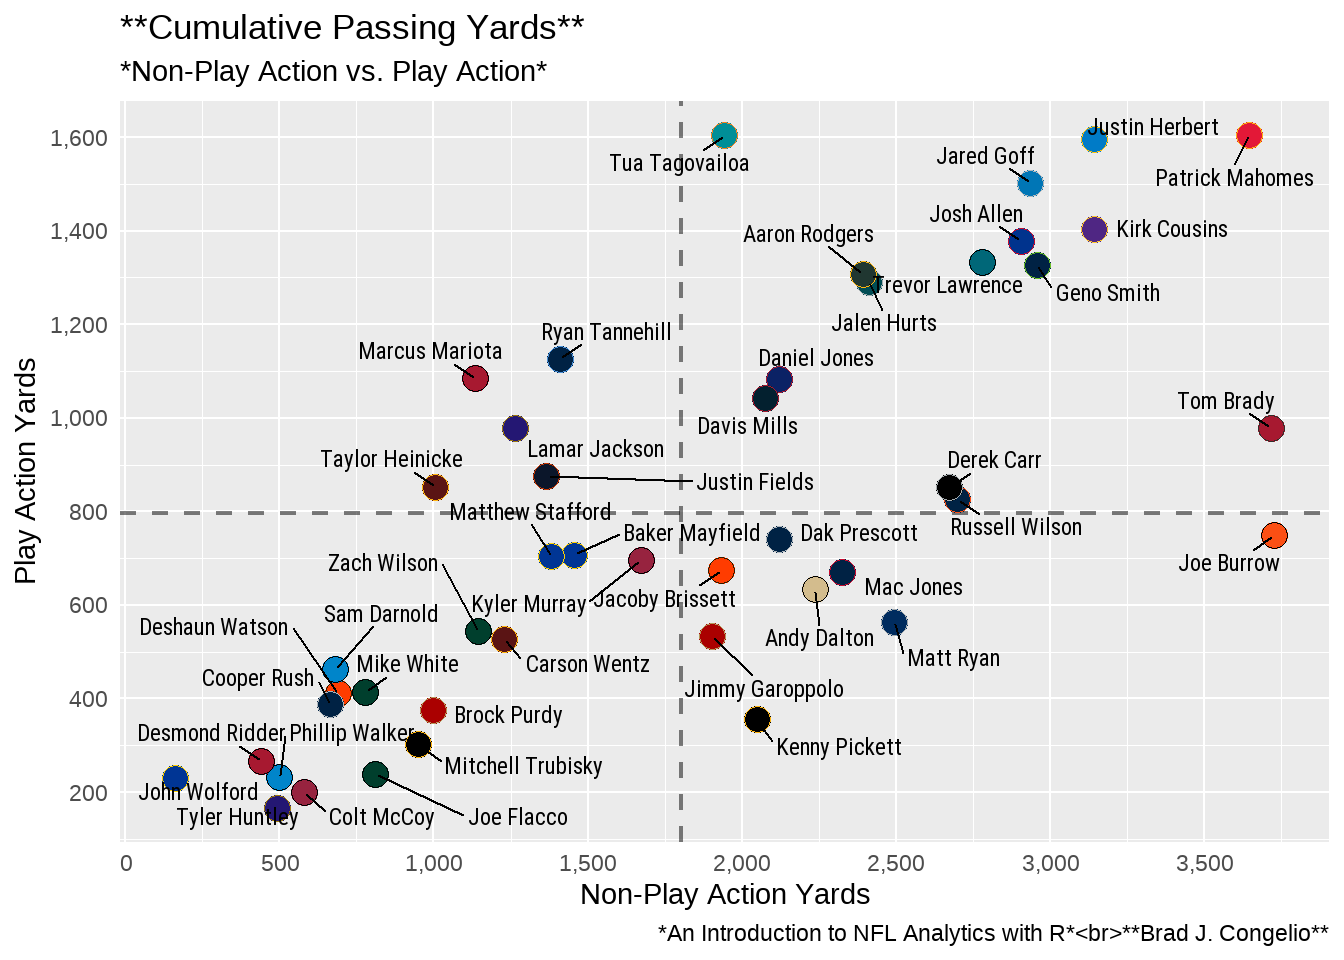 **Cumulative Passing Yards**
*Non-Play Action vs. Play Action*
Play Action Yards
1,600
1,400
1,200
1,000
800
600
400
200
Justin Herbert
Tua Tagovailoa
Jared Goff
Patrick Mahomes
Josh Allen
Kirk Cousins
Aaron Rodgers
Trevor Lawrence
Geno Smith
Jalen Hurts
Ryan Tannehill
Marcus Mariota
Daniel Jones
Tom Brady
Davis Mills
Lamar Jackson
Taylor Heinicke
Derek Carr
Justin Fields
Matthew Stafford
Russell Wilson
Baker Mayfield
Dak Prescott
Zach Wilson
Joe Burrow
Mac Jones
Kyler Murray
Jacoby Brissett
Sam Darnold
Deshaun Watson
Andy Dalton
Mike White
Carson Wentz
Matt Ryan
Cooper Rush
Jimmy Garoppolo
Brock Purdy
Desmond Ridder
Phillip Walker
Kenny Pickett
Mitchell Trubisky
John Wolford
Tyler Huntley
Colt McCoy
Joe Flacco
0
500
1,000
1,500
2,000
2,500
3,000
3,500
Non-Play Action Yards
*An Introduction to NFL Analytics with R*<br>**Brad J. Congelio**